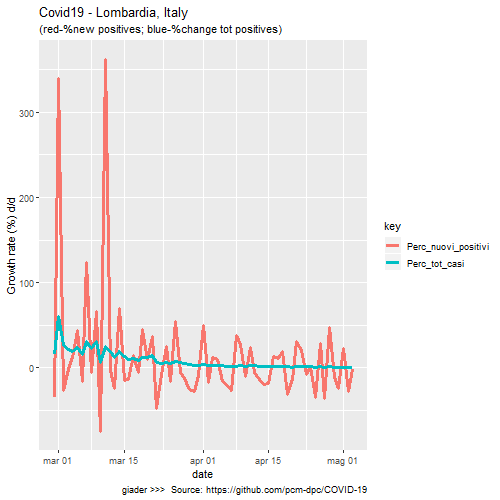 Covid19 - Lombardia, Italy
(red-%new positives; blue-%change tot positives)
Growth rate (%) d/d
300
200
100
0
mar 01
mar 15
apr 01
apr 15
mag 01
date
key
Perc_nuovi_positivi
Perc_tot_casi
giader >>> Source: https://github.com/pcm-dpc/COVID-19